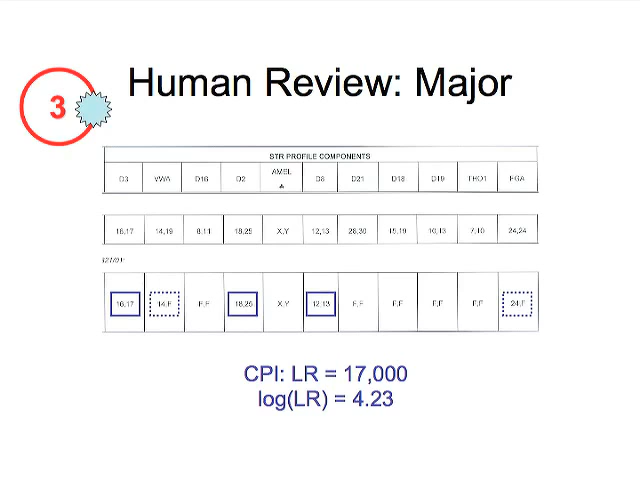 Human Review: Major
3
STR PROFILE COMPONENTS
D3 VWA D16 D2 AMEL D8 D21 D18 D19 THO1 FGA
16,17 14,19 8,11 18,25 X,Y 12,13 28,30 15,19 10,13 7,10 24,24
16,17 14,F F,F 18,25 X,Y 12,13 F,F F,F F,F F,F 24,F
CPI: LR = 17,000
log(LR) = 4.23